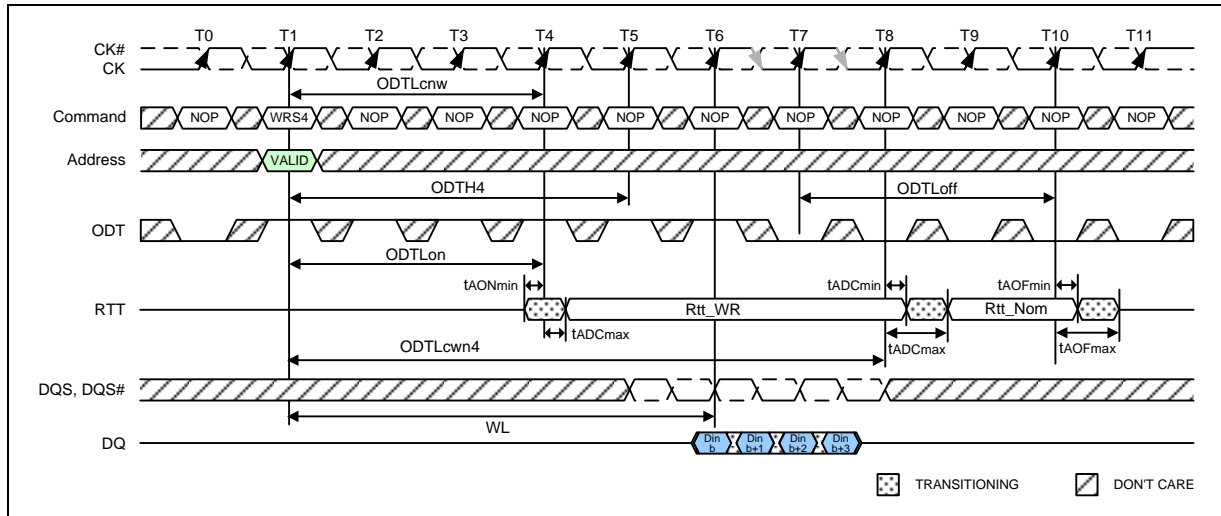 T0 T1 T2 T3 T4 T5 T6 T7 T8 T9 T10 T11
CK#
CK
ODTLcnw
Command NOP WRS4 NOP NOP NOP NOP NOP NOP NOP NOP NOP NOP
Address VALID
ODTH4 ODTLoff
ODT
ODTLon
tAONmin tADCmin tAOFmin
RTT Rtt_WR Rtt_Nom
tADCmax tADCmax tAOFmax
ODTLcwn4
DQS, DQS#
WL
DQ Din b Din b+1 Din b+2 Din b+3
TRANSITIONING DON'T CARE